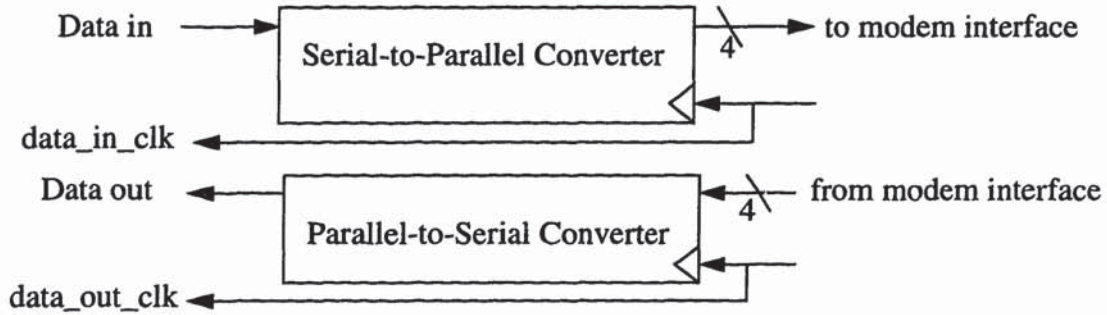 Data in
Serial-to-Parallel Converter
4
to modem interface
data_in_clk
Data out
4
from modem interface
Parallel-to-Serial Converter
data_out_clk